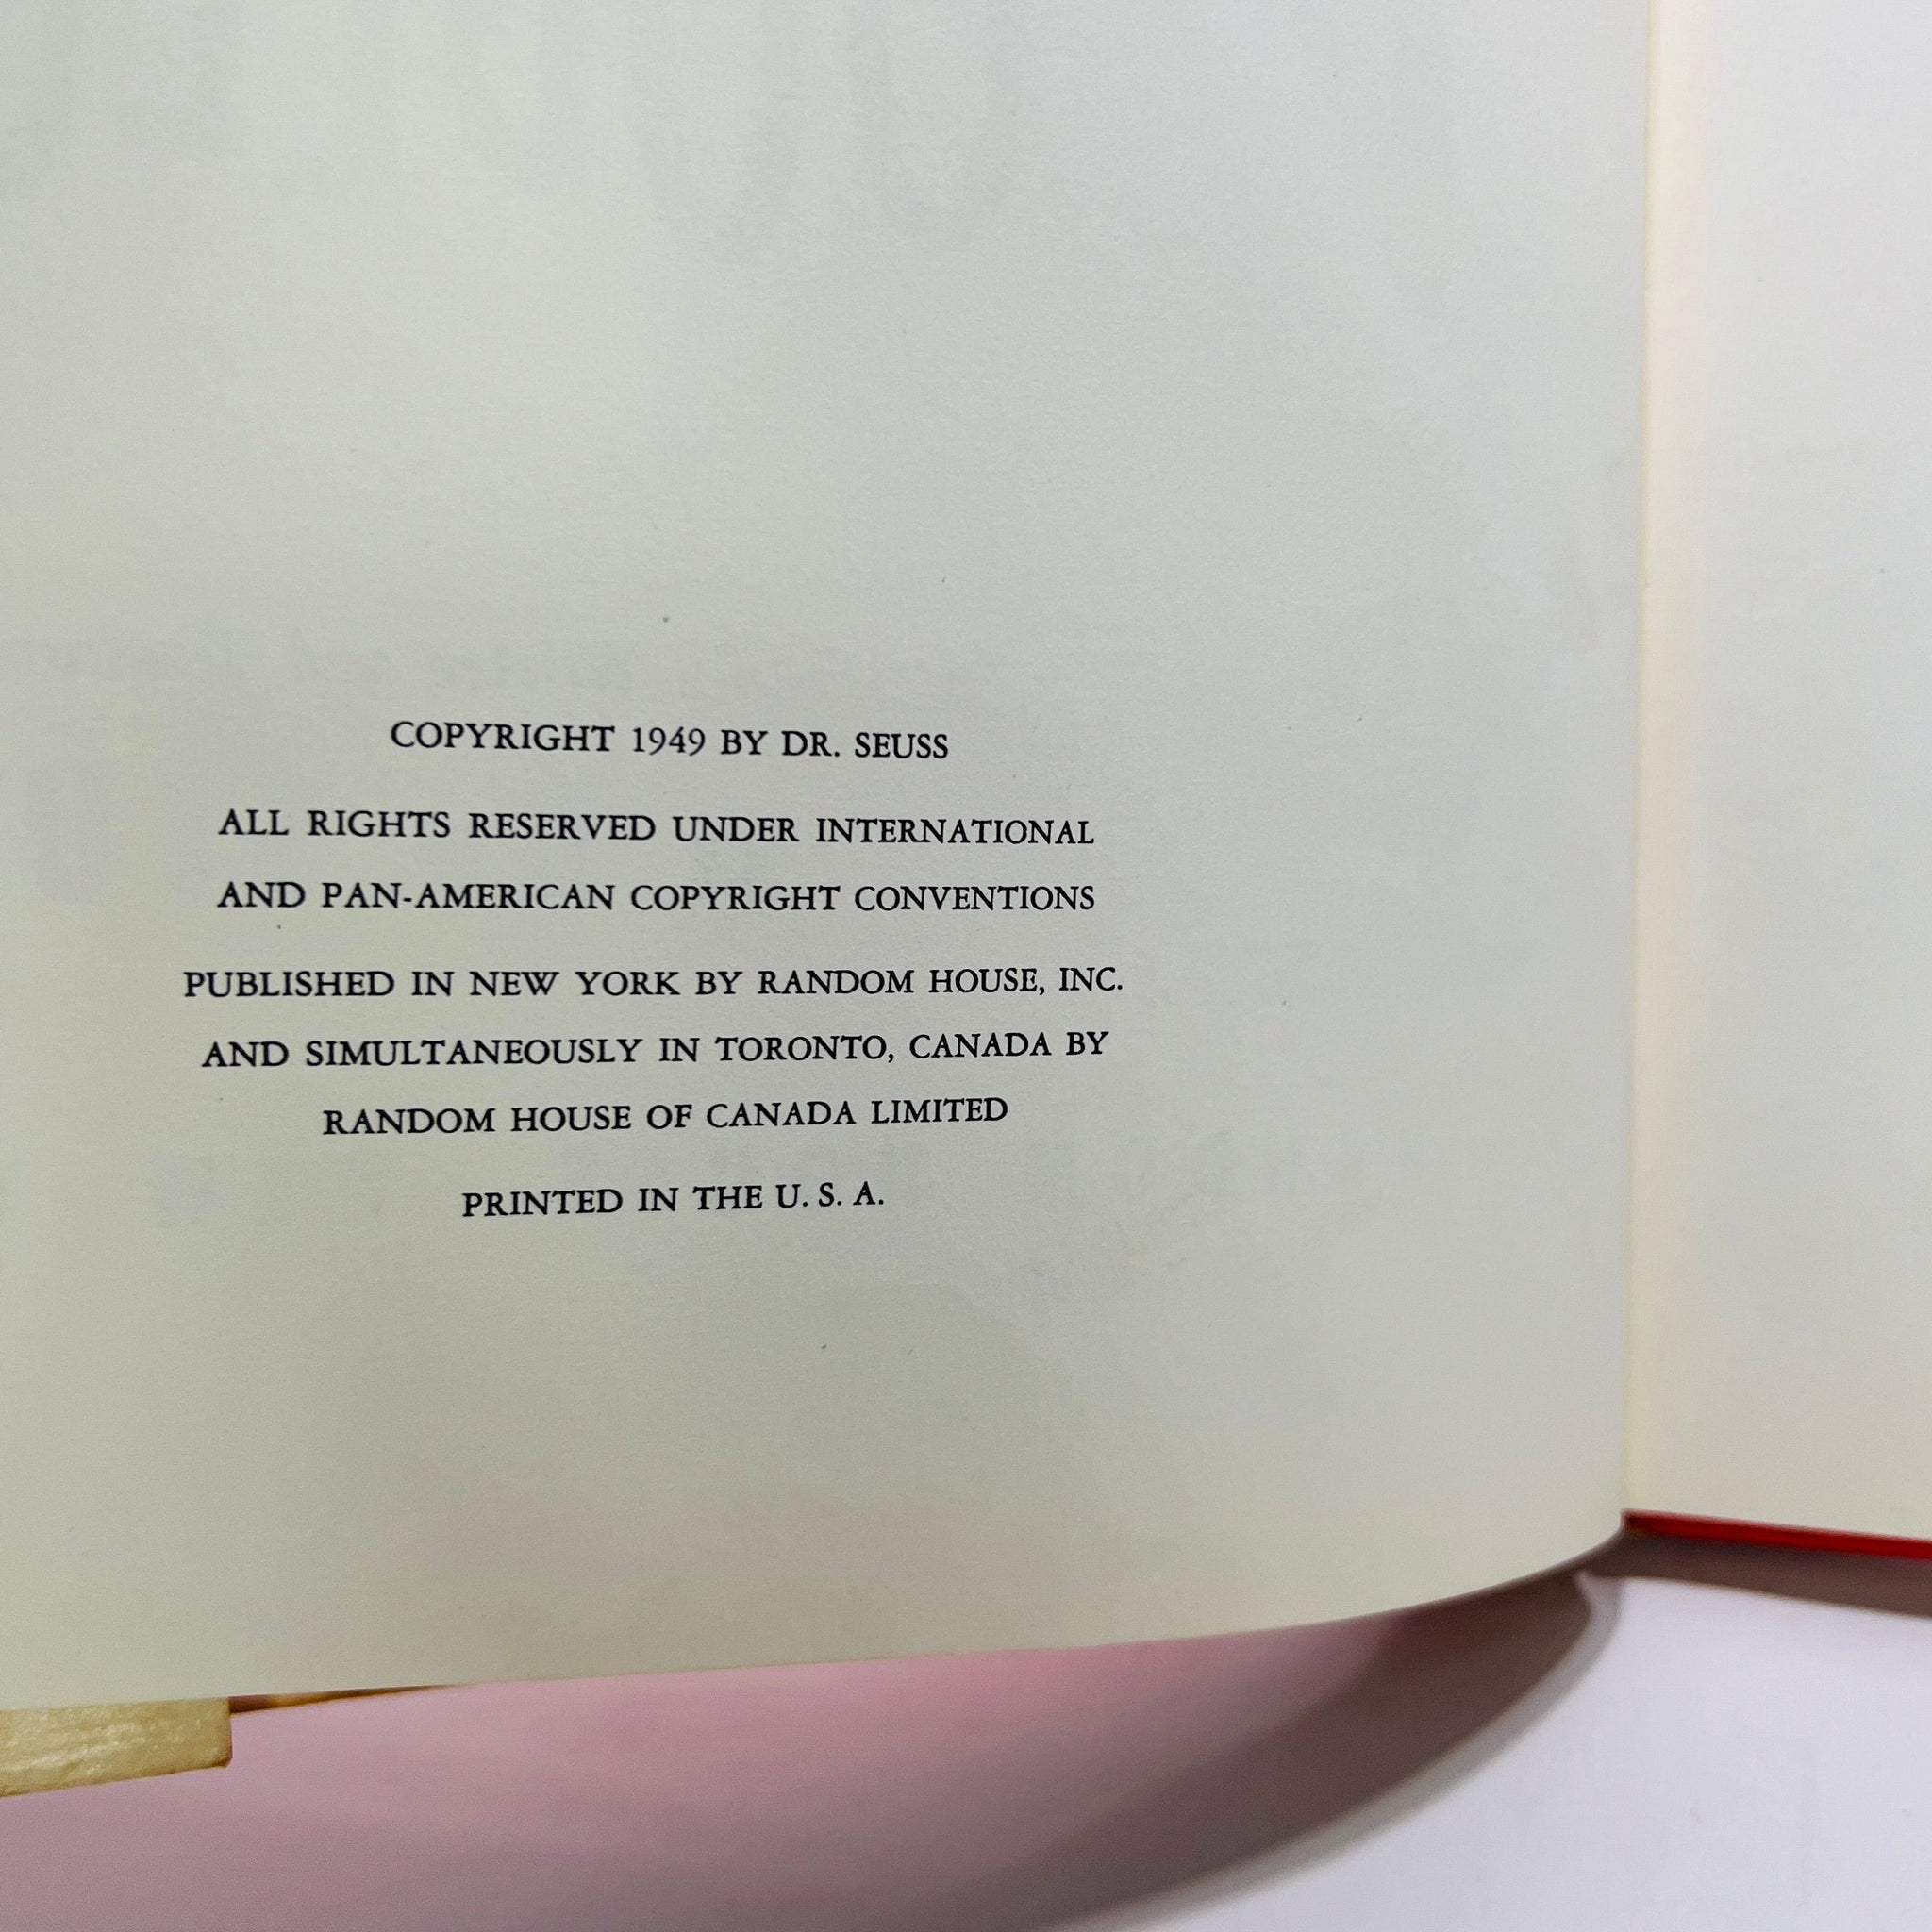 COPYRIGHT 1949 BY DR. SEUSS
ALL RIGHTS RESERVED UNDER INTERNATIONAL
AND PAN-AMERICAN COPYRIGHT CONVENTIONS
PUBLISHED IN NEW YORK BY RANDOM HOUSE, INC.
AND SIMULTANEOUSLY IN TORONTO, CANADA BY
RANDOM HOUSE OF CANADA LIMITED
PRINTED IN THE U. S. A.